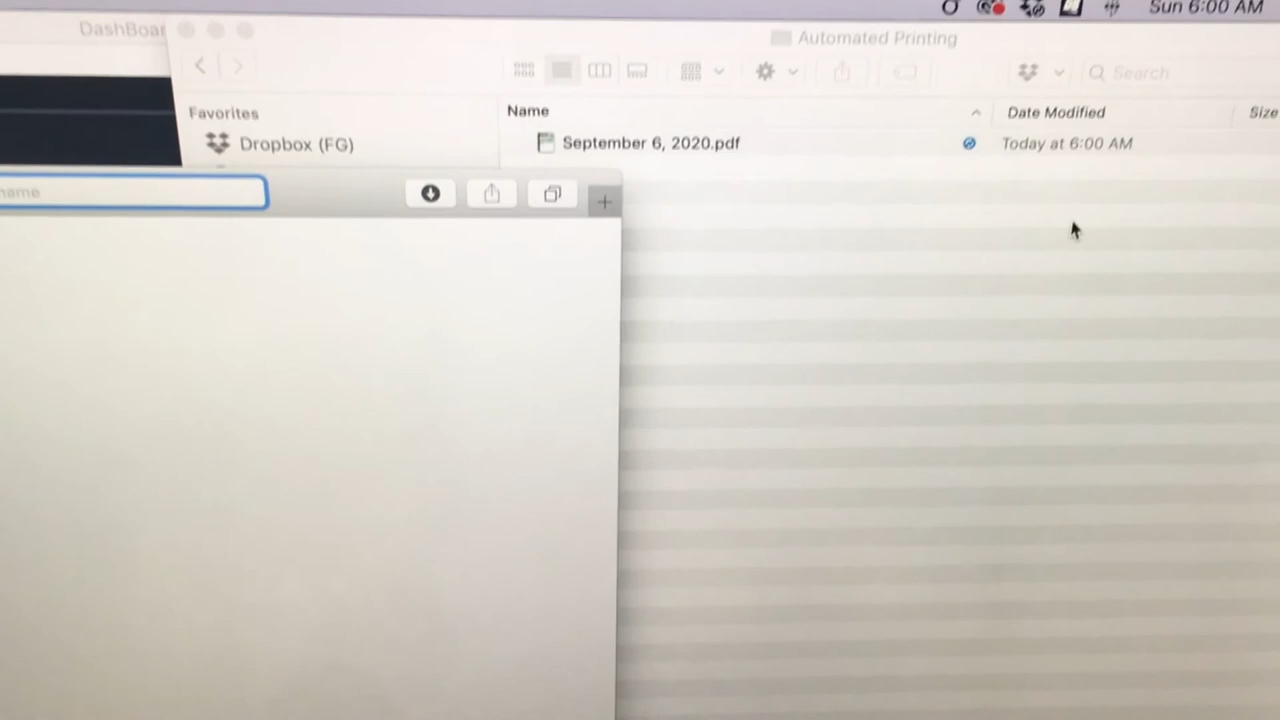 Sun 6:00 AM
DashBoar
Automated Printing
Search
Favorites
Name
Date Modified
Size
Dropbox (FG)
September 6, 2020.pdf
Today at 6:00 AM
name